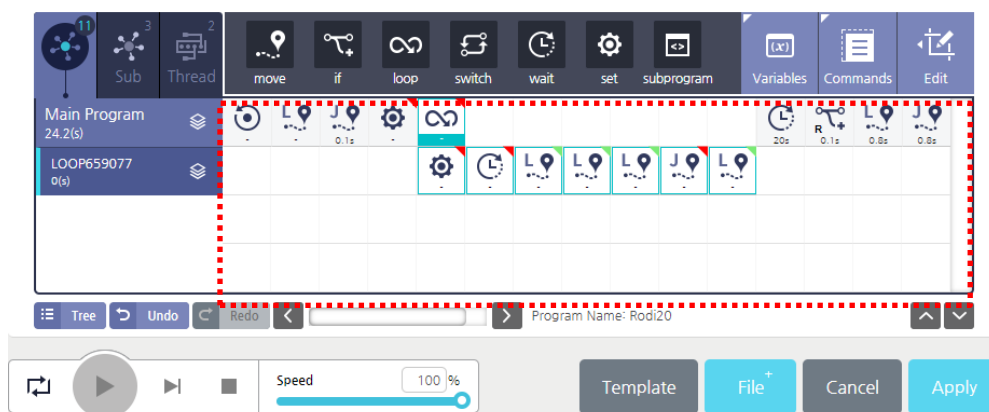 11 3 2
Sub Thread move if loop switch wait set subprogram (x) Variables Commands Edit
Main Program
24.2(s)
- L - J 0.1s - - 20s R 0.1s L 0.8s J 0.8s
LOOP659077
0(s)
- - L - L - L - J - L -
Tree Undo Redo Program Name: Rodi20
Speed 100 % Template File+ Cancel Apply